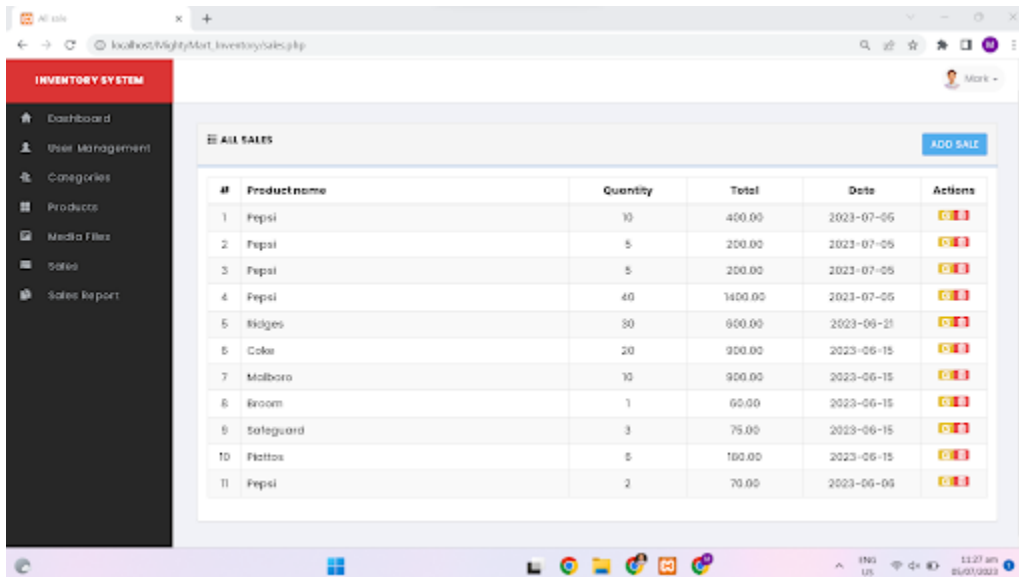 All sale
localhost/MightyMart_Inventory/sales.php
INVENTORY SYSTEM
Mark
Dashboard
User Management
Categories
Products
Media Files
Sales
Sales Report
ALL SALES
ADD SALE
# Product name Quantity Total Date Actions
1 Pepsi 10 400.00 2023-07-05
2 Pepsi 5 200.00 2023-07-05
3 Pepsi 5 200.00 2023-07-05
4 Pepsi 40 1400.00 2023-07-05
5 Ridges 30 600.00 2023-06-21
6 Coke 20 900.00 2023-06-15
7 Malboro 10 900.00 2023-06-15
8 Broom 1 60.00 2023-06-15
9 Safeguard 3 75.00 2023-06-15
10 Piattos 2023-06-15
11 Pepsi 2 70.00 2023-06-06
ENG
US
11:27 am
05/07/2023